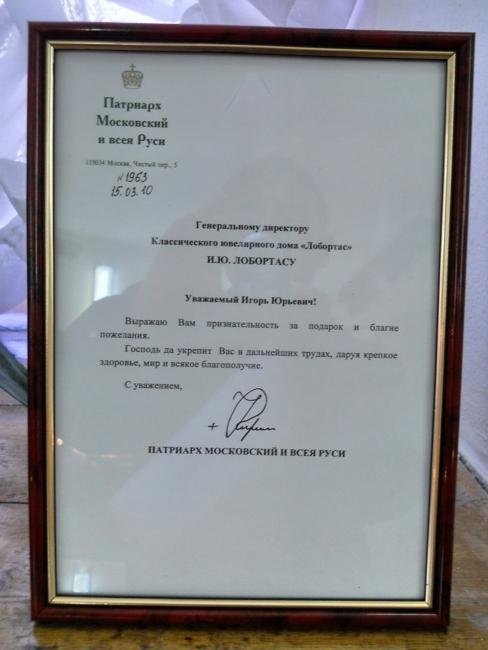 Патриарх
Московский
и всея Руси
119034 Москва, Чистый пер., 5
№ 1963
15.03.10
Генеральному директору
Классического ювелирного дома «Лобортас»
И.Ю. ЛОБОРТАСУ
Уважаемый Игорь Юрьевич!
Выражаю Вам признательность за подарок и благие
пожелания.
Господь да укрепит Вас в дальнейших трудах, даруя крепкое
здоровье, мир и всякое благополучие.
С уважением,
+ Кирилл
ПАТРИАРХ МОСКОВСКИЙ И ВСЕЯ РУСИ